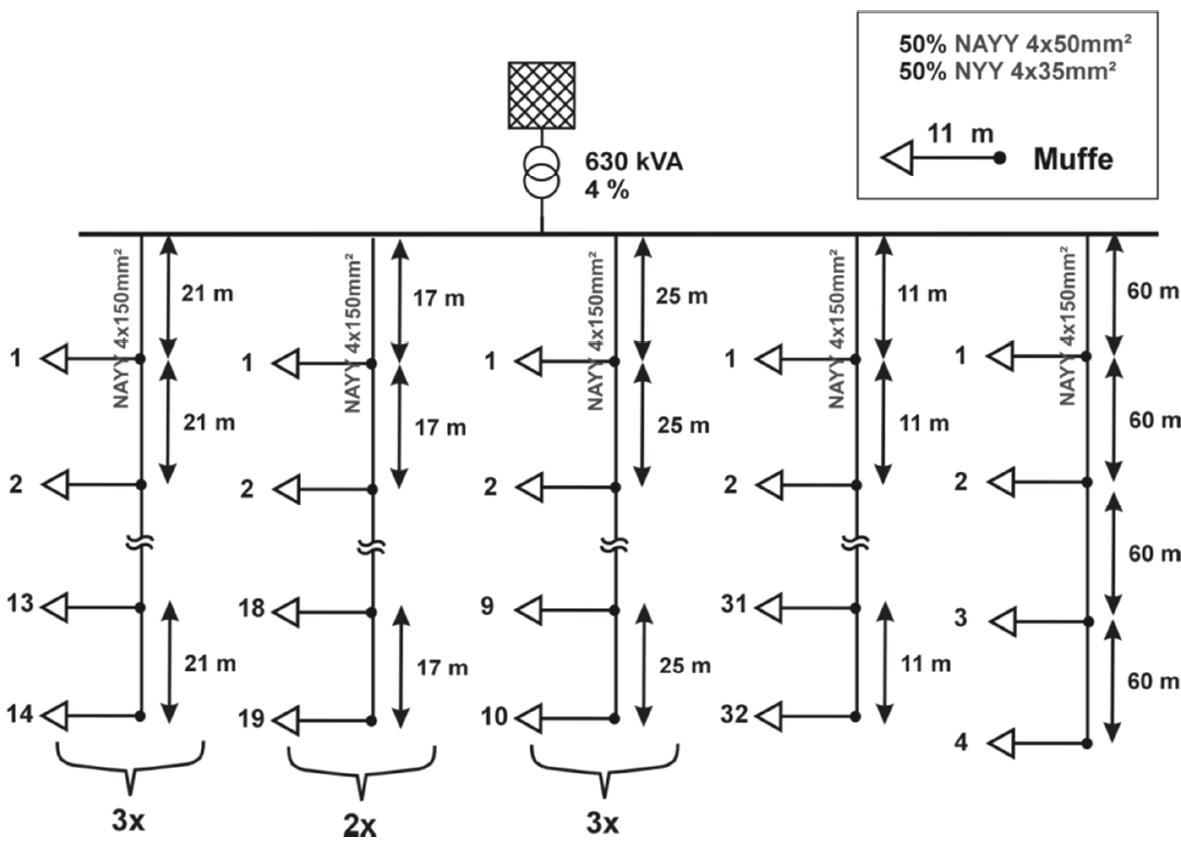 50% NAYY 4x50mm²
50% NYY 4x35mm²
11 m
Muffe
630 kVA
4 %
NAYY 4x150mm²
21 m
1
21 m
2
13
21 m
14
3x
NAYY 4x150mm²
17 m
1
17 m
2
18
17 m
19
2x
NAYY 4x150mm²
25 m
1
25 m
2
9
25 m
10
3x
NAYY 4x150mm²
11 m
1
11 m
2
31
11 m
32
NAYY 4x150mm²
60 m
1
60 m
2
60 m
3
60 m
4